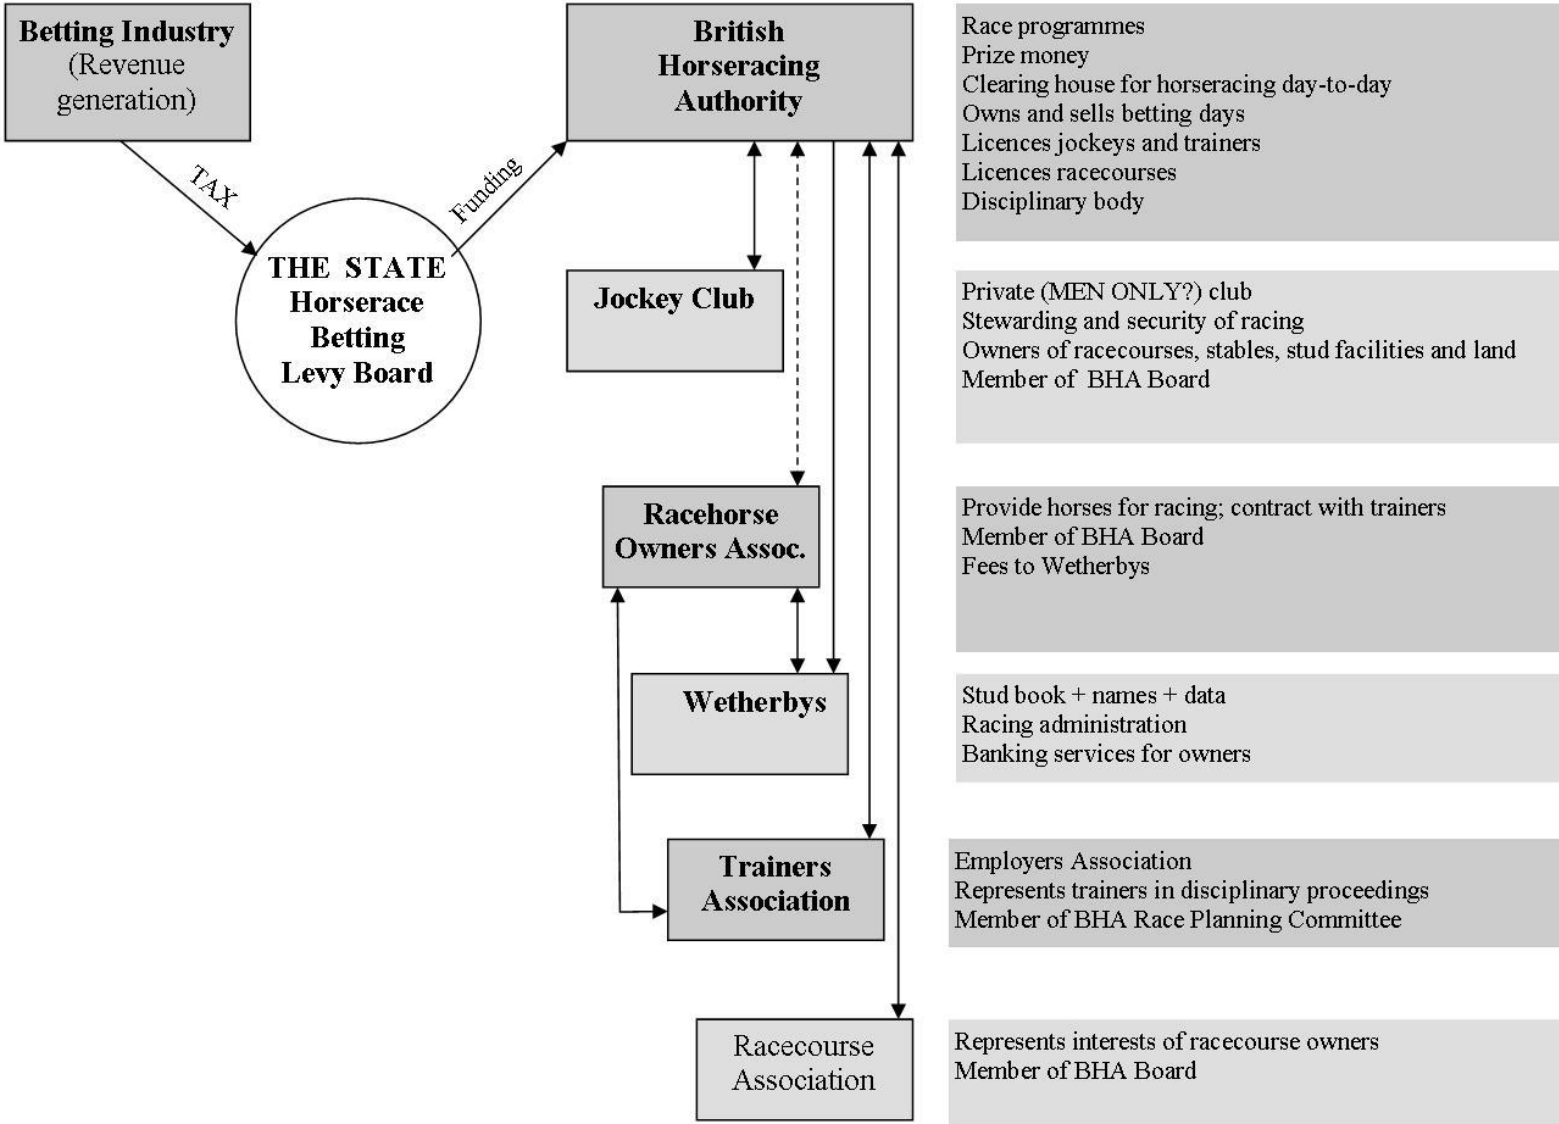 Betting Industry
(Revenue
generation)
TAX
THE STATE
Horserace
Betting
Levy Board
Funding
British
Horseracing
Authority
Race programmes
Prize money
Clearing house for horseracing day-to-day
Owns and sells betting days
Licences jockeys and trainers
Licences racecourses
Disciplinary body
Jockey Club
Private (MEN ONLY?) club
Stewarding and security of racing
Owners of racecourses, stables, stud facilities and land
Member of BHA Board
Racehorse
Owners Assoc.
Provide horses for racing; contract with trainers
Member of BHA Board
Fees to Wetherbys
Wetherbys
Stud book + names + data
Racing administration
Banking services for owners
Trainers
Association
Employers Association
Represents trainers in disciplinary proceedings
Member of BHA Race Planning Committee
Racecourse
Association
Represents interests of racecourse owners
Member of BHA Board